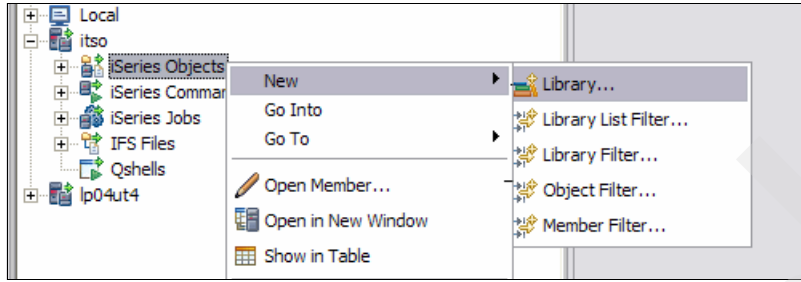 Local
itso
iSeries Objects
iSeries Commar
iSeries Jobs
IFS Files
Qshells
lp04ut4
New
Go Into
Go To
Open Member...
Open in New Window
Show in Table
Library...
Library List Filter...
Library Filter...
Object Filter...
Member Filter...